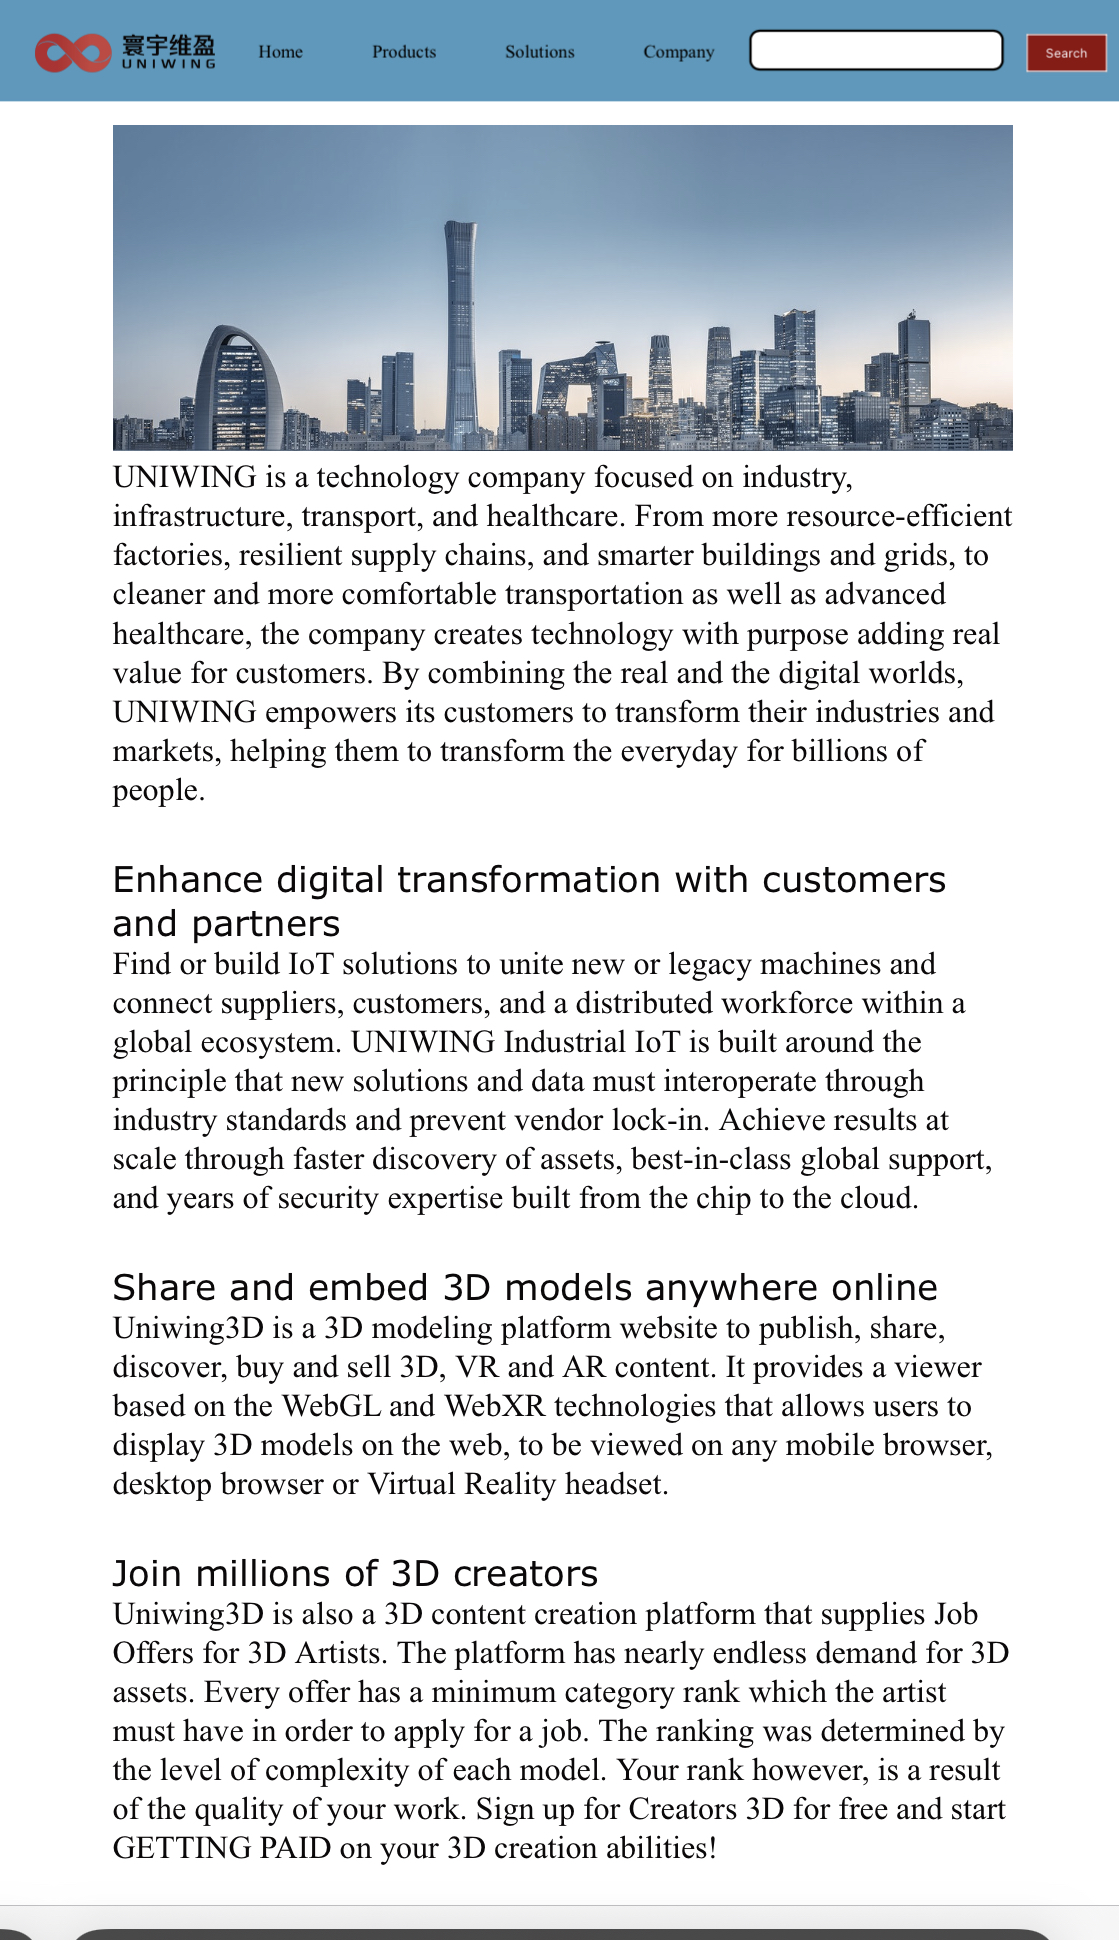 寰宇维盈
UNIWING
Home
Products
Solutions
Company
Search
UNIWING is a technology company focused on industry,
infrastructure, transport, and healthcare. From more resource-efficient
factories, resilient supply chains, and smarter buildings and grids, to
cleaner and more comfortable transportation as well as advanced
healthcare, the company creates technology with purpose adding real
value for customers. By combining the real and the digital worlds,
UNIWING empowers its customers to transform their industries and
markets, helping them to transform the everyday for billions of
people.
Enhance digital transformation with customers
and partners
Find or build IoT solutions to unite new or legacy machines and
connect suppliers, customers, and a distributed workforce within a
global ecosystem. UNIWING Industrial IoT is built around the
principle that new solutions and data must interoperate through
industry standards and prevent vendor lock-in. Achieve results at
scale through faster discovery of assets, best-in-class global support,
and years of security expertise built from the chip to the cloud.
Share and embed 3D models anywhere online
Uniwing3D is a 3D modeling platform website to publish, share,
discover, buy and sell 3D, VR and AR content. It provides a viewer
based on the WebGL and WebXR technologies that allows users to
display 3D models on the web, to be viewed on any mobile browser,
desktop browser or Virtual Reality headset.
Join millions of 3D creators
Uniwing3D is also a 3D content creation platform that supplies Job
Offers for 3D Artists. The platform has nearly endless demand for 3D
assets. Every offer has a minimum category rank which the artist
must have in order to apply for a job. The ranking was determined by
the level of complexity of each model. Your rank however, is a result
of the quality of your work. Sign up for Creators 3D for free and start
GETTING PAID on your 3D creation abilities!